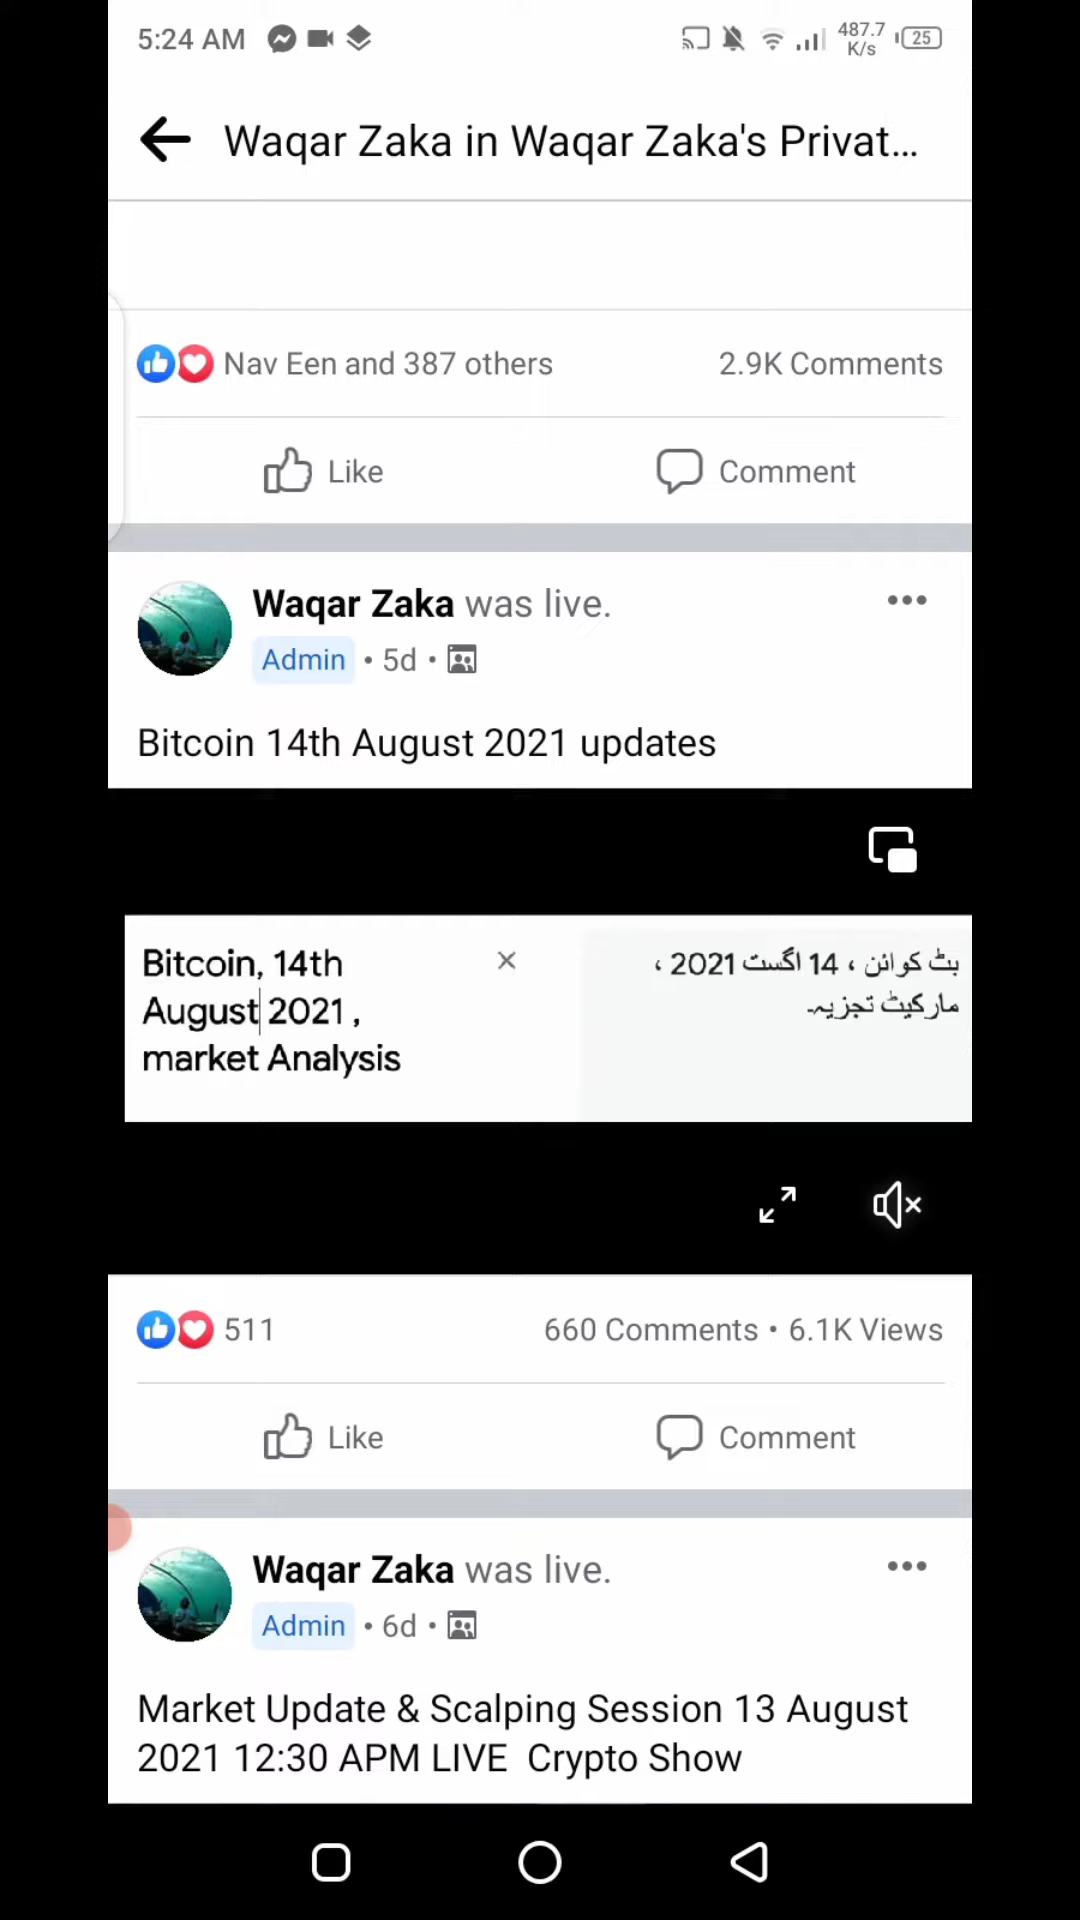 5:24 AM
487.7
K/s
25
Waqar Zaka in Waqar Zaka's Privat...
Nav Een and 387 others
2.9K Comments
Like
Comment
Waqar Zaka was live.
Admin • 5d •
Bitcoin 14th August 2021 updates
Bitcoin, 14th
August 2021 ,
market Analysis
بٹ کوائن ، 14 اگست 2021 ،
مارکیٹ تجزیہ۔
511
660 Comments • 6.1K Views
Like
Comment
Waqar Zaka was live.
Admin • 6d •
Market Update & Scalping Session 13 August
2021 12:30 APM LIVE  Crypto Show